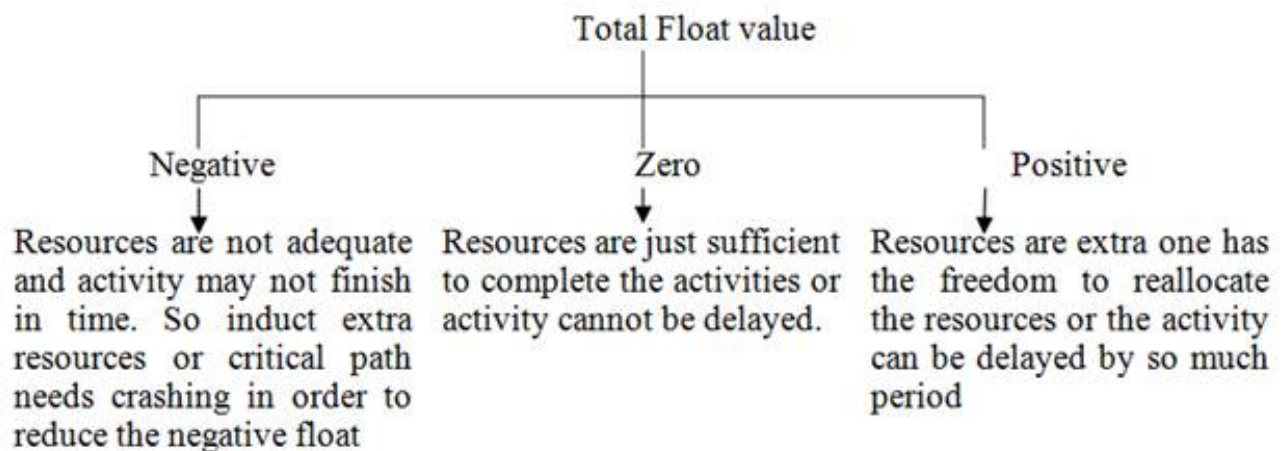 Total Float value
Negative
Zero
Positive
Resources are not adequate
and activity may not finish
in time. So induct extra
resources or critical path
needs crashing in order to
reduce the negative float
Resources are just sufficient
to complete the activities or
activity cannot be delayed.
Resources are extra one has
the freedom to reallocate
the resources or the activity
can be delayed by so much
period